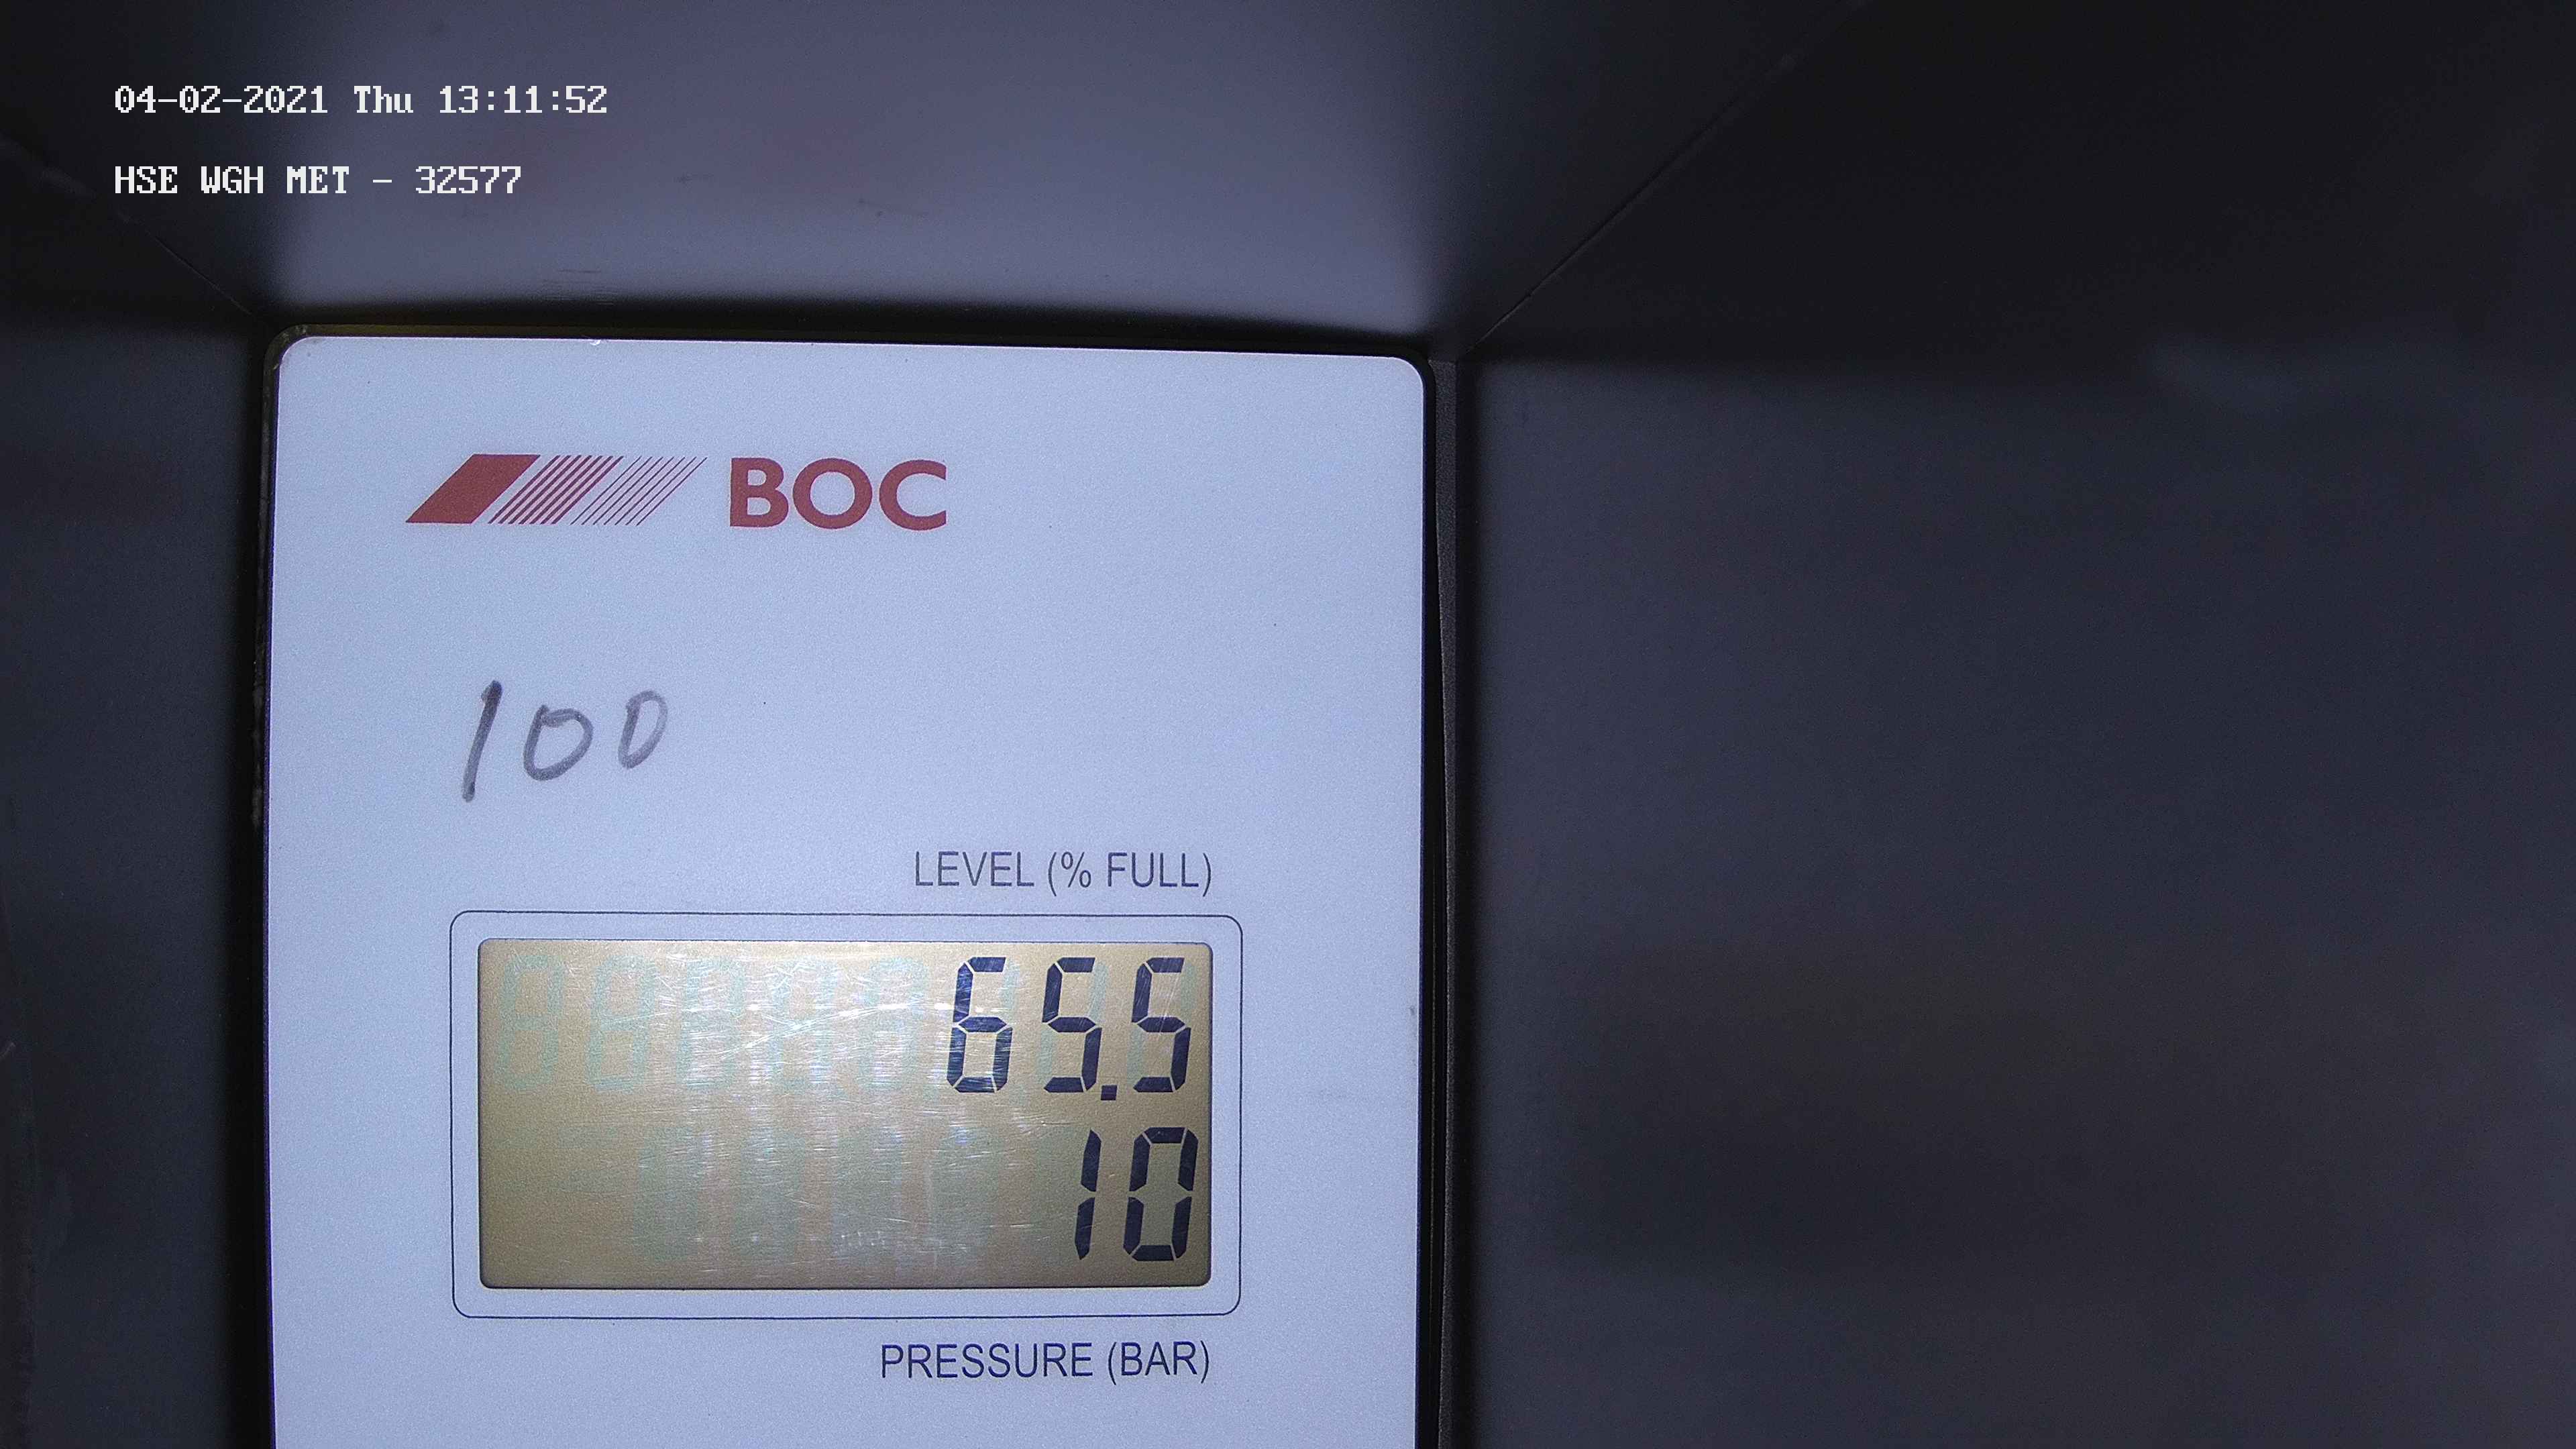 04-02-2021 Thu 13:11:52
HSE WGH MET - 32577
BOC
100
LEVEL (% FULL)
65.5
10
PRESSURE (BAR)